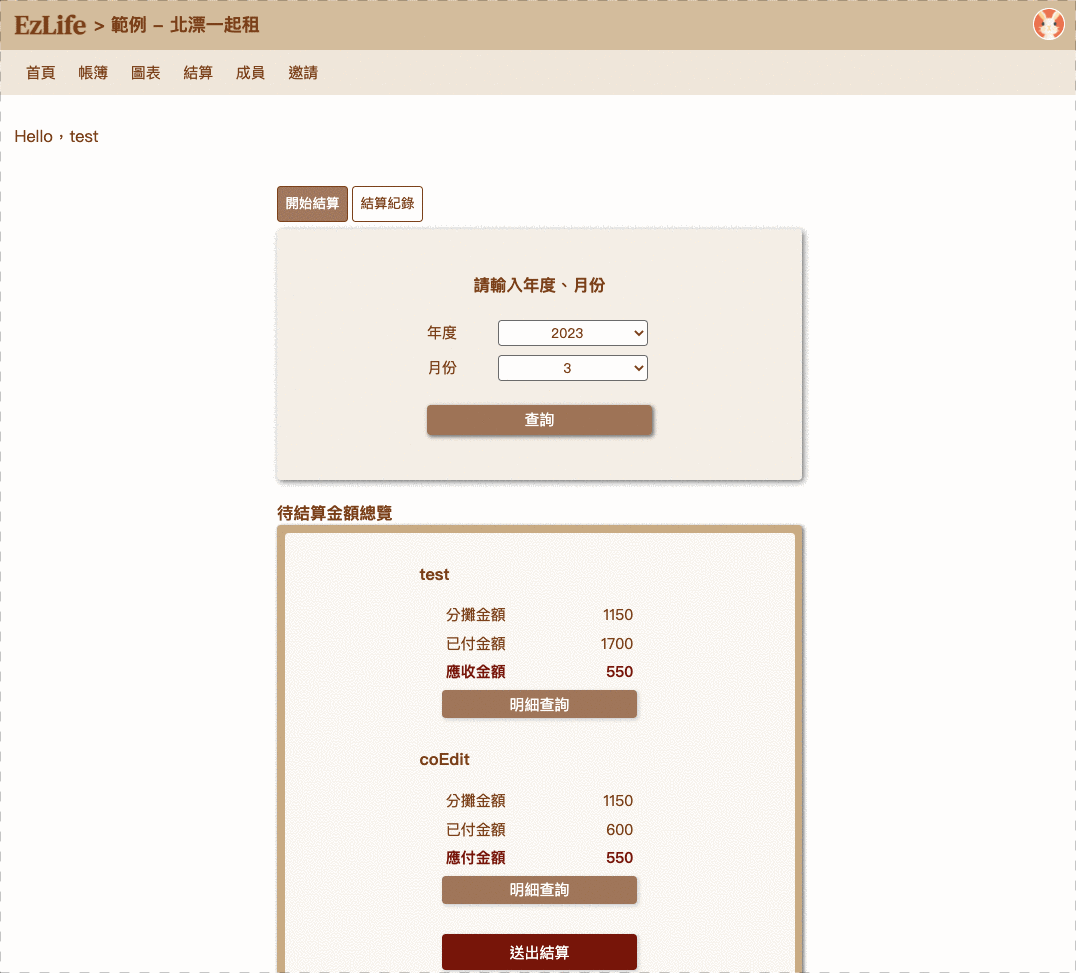 EzLife > 範例 – 北漂一起租
首頁 帳簿 圖表 結算 成員 邀請
Hello，test
開始結算 結算紀錄
請輸入年度、月份
年度 2023
月份 3
查詢
待結算金額總覽
test
分攤金額 1150
已付金額 1700
應收金額 550
明細查詢
coEdit
分攤金額 1150
已付金額 600
應付金額 550
明細查詢
送出結算